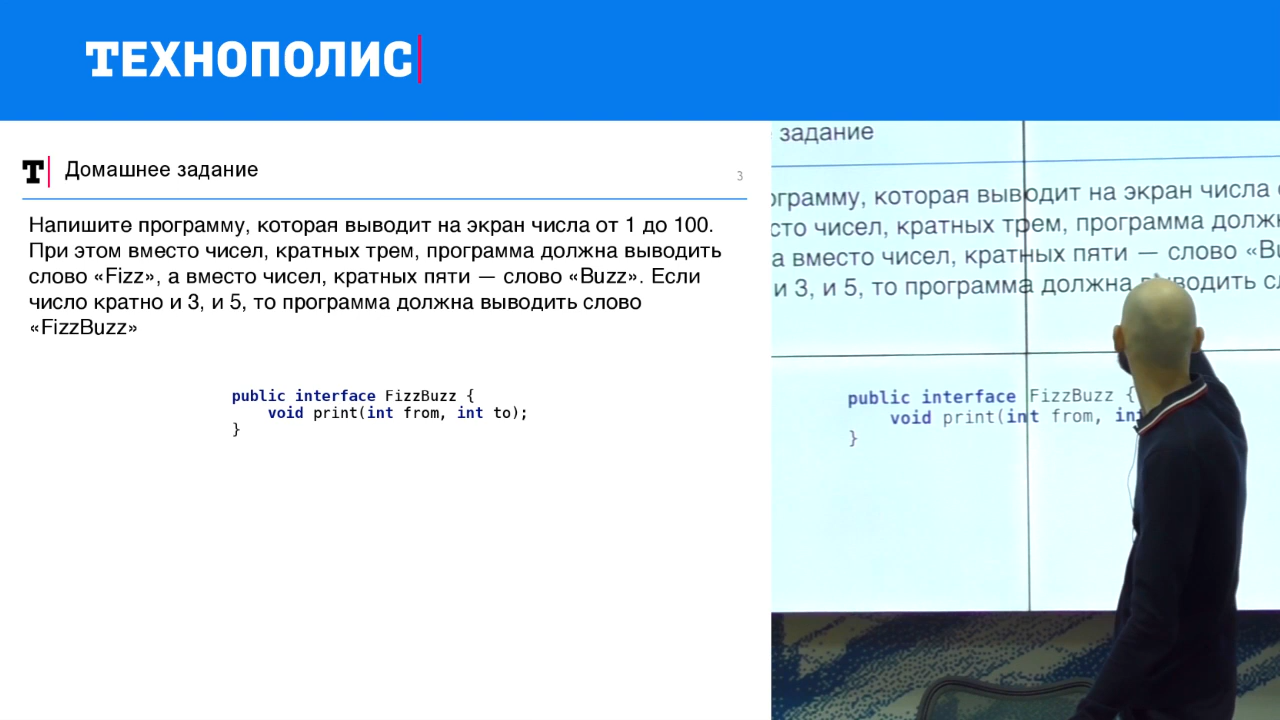 ТЕХНОПОЛИС
Т Домашнее задание
3
Напишите программу, которая выводит на экран числа от 1 до 100.
При этом вместо чисел, кратных трем, программа должна выводить
слово «Fizz», а вместо чисел, кратных пяти — слово «Buzz». Если
число кратно и 3, и 5, то программа должна выводить слово
«FizzBuzz»
public interface FizzBuzz {
    void print(int from, int to);
}
задание
ограмму, которая выводит на экран числа
сто чисел, кратных трем, программа должн
а вместо чисел, кратных пяти — слово «Bu
и 3, и 5, то программа должна выводить сл
public interface FizzBuzz {
    void print(int from, int
}